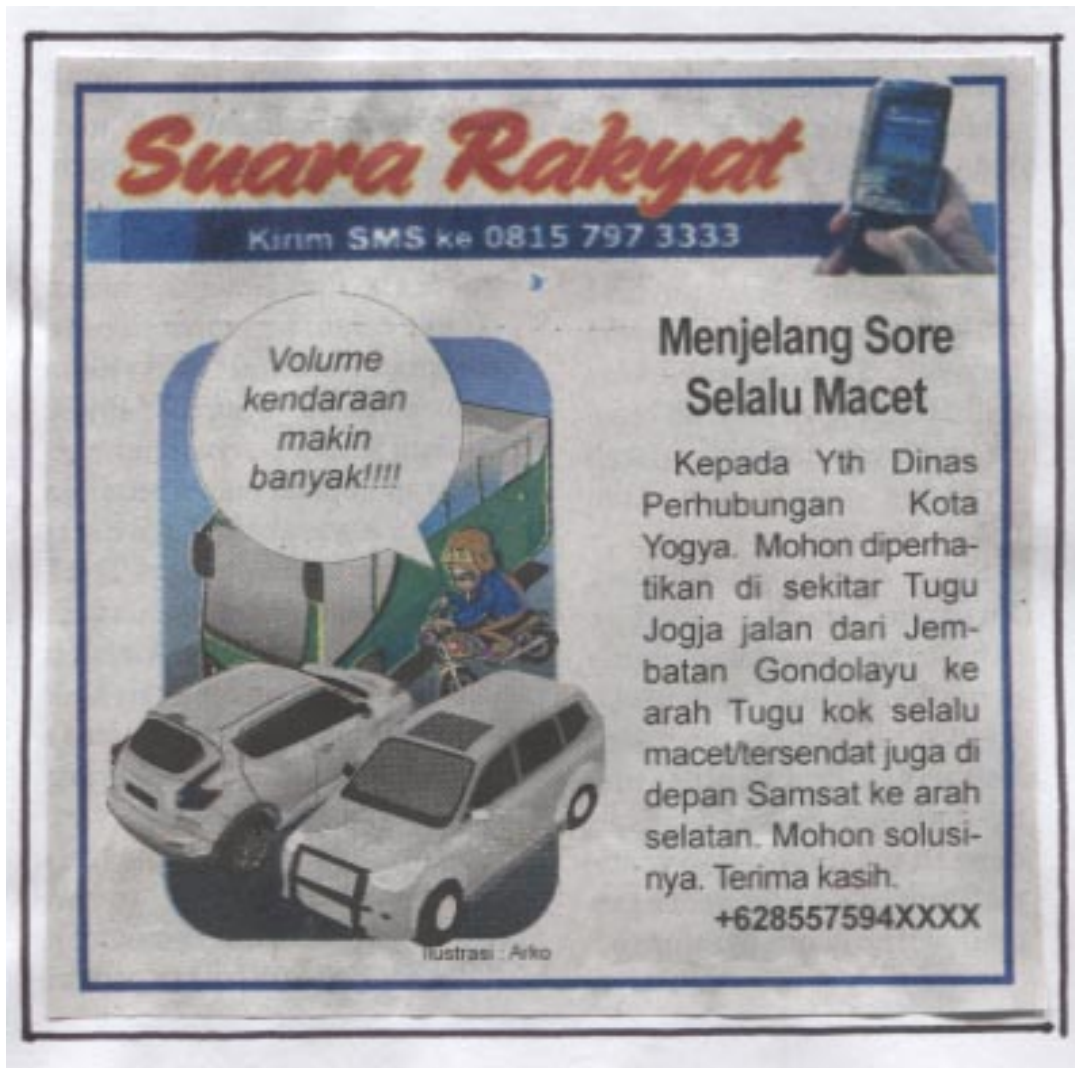 Suara Rakyat
Kirim SMS ke 0815 797 3333
Volume
kendaraan
makin
banyak!!!!
Menjelang Sore
Selalu Macet
Kepada Yth Dinas
Perhubungan Kota
Yogya. Mohon diperha-
tikan di sekitar Tugu
Jogja jalan dari Jem-
batan Gondolayu ke
arah Tugu kok selalu
macet/tersendat juga di
depan Samsat ke arah
selatan. Mohon solusi-
nya. Terima kasih.
+628557594XXXX
Ilustrasi : Arko